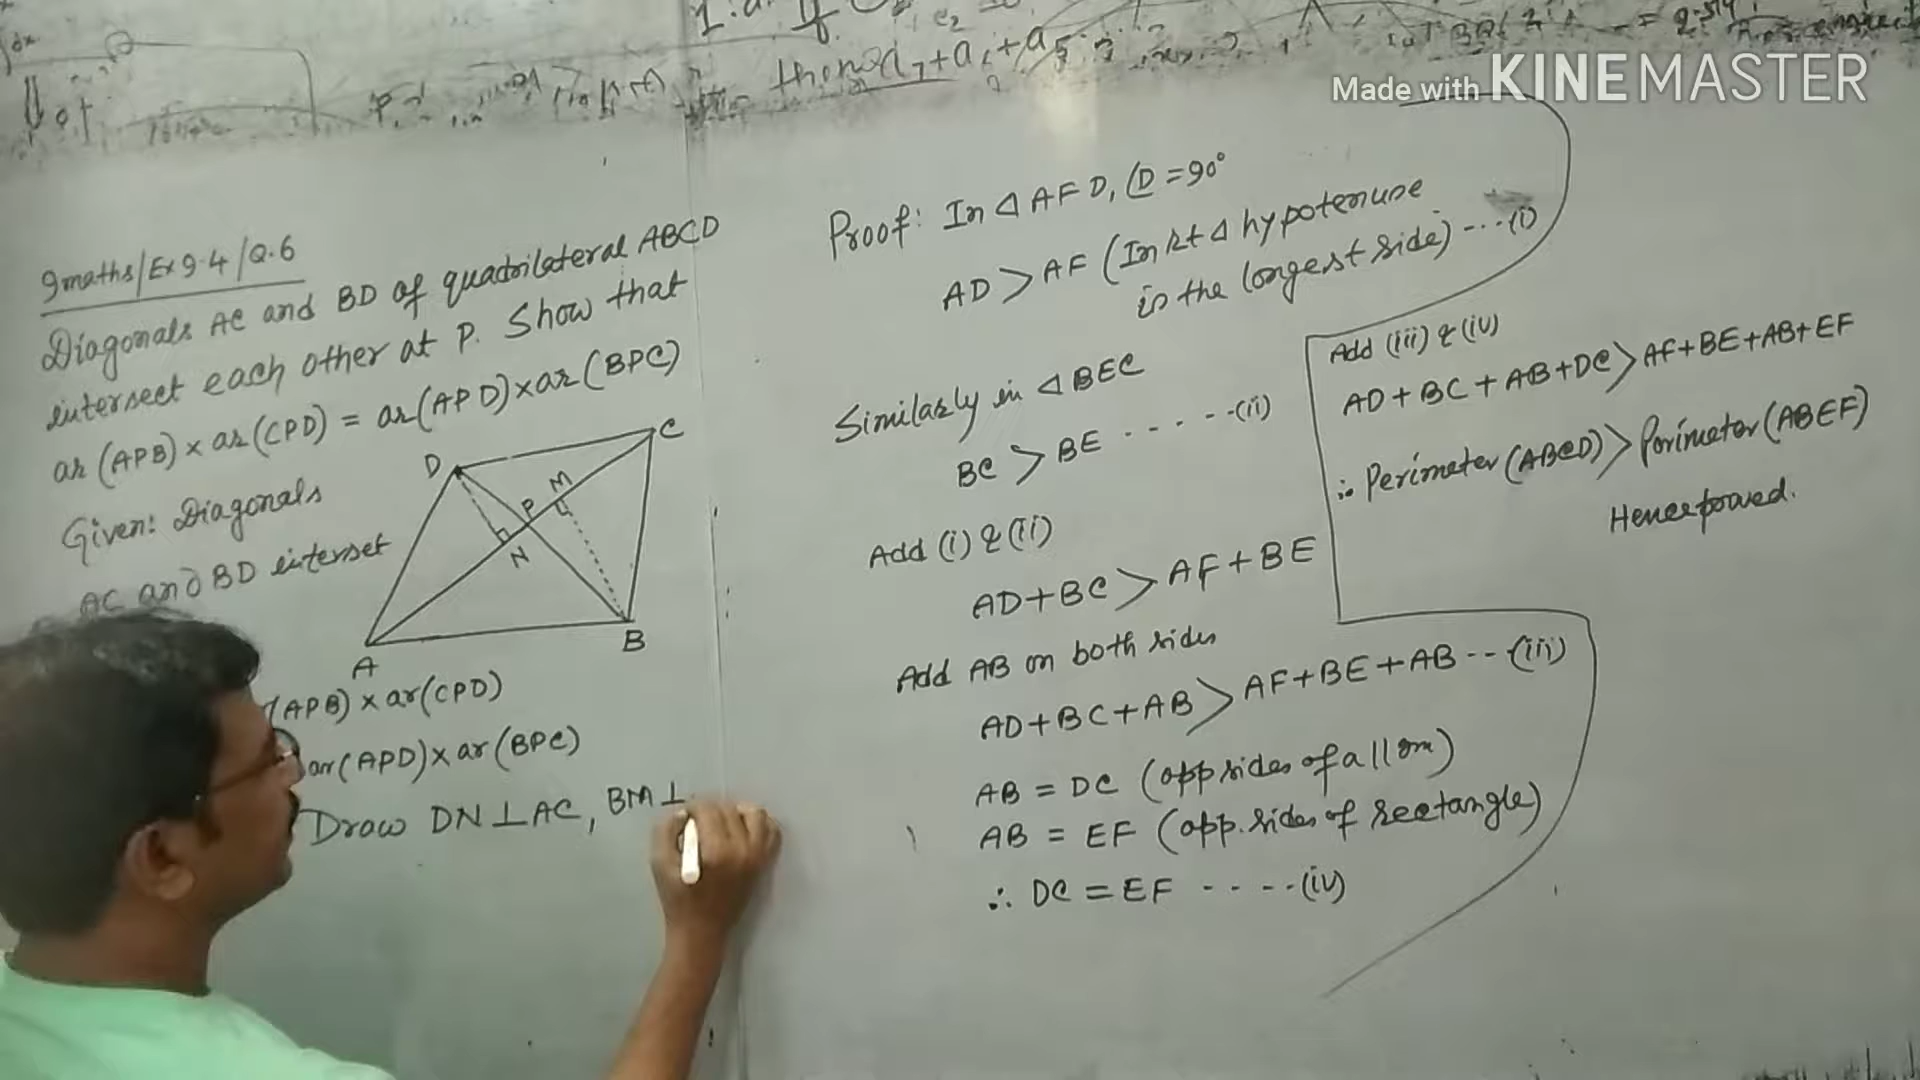 Made with KINEMASTER
9maths/Ex 9.4/Q.6
Diagonals AC and BD of quadrilateral ABCD
intersect each other at P. Show that
ar (APB) × ar (CPD) = ar (APD) × ar (BPC)
Given: Diagonals
AC and BD interset
D
C
M
P
N
A
B
(APB) × ar(CPD)
ar(APD) × ar(BPC)
Draw DN ⊥ AC, BM ⊥
Proof: In △ AFD, ∠D = 90°
AD > AF (In rt △ hypotenuse
is the longest side) ---(i)
Similarly in △ BEC
BC > BE - - - - --(ii)
Add (i) & (ii)
AD + BC > AF + BE
Add AB on both sides
AD + BC + AB > AF + BE + AB -- (iii)
AB = DC (opp sides of a ||gm)
AB = EF (opp. sides of rectangle)
∴ DC = EF - - - --(iv)
Add (iii) & (iv)
AD + BC + AB + DC > AF + BE + AB + EF
∴ Perimeter (ABCD) > Perimeter (ABEF)
Hence proved.